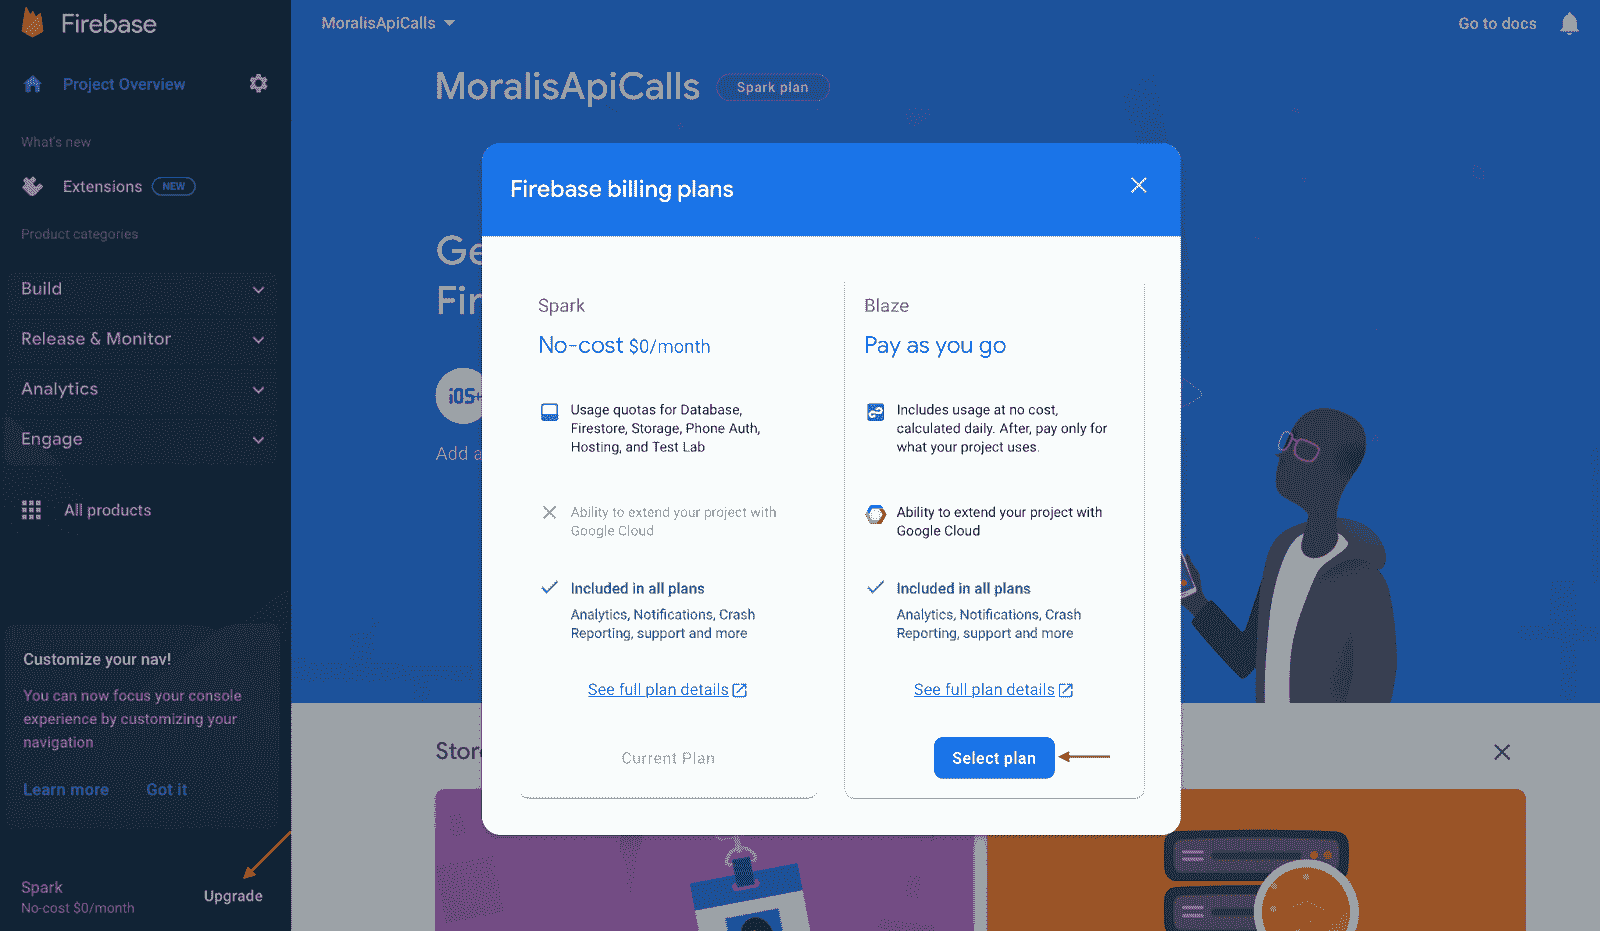 Firebase
MoralisApiCalls
Go to docs
Project Overview
MoralisApiCalls
Spark plan
What's new
Extensions
NEW
Product categories
Build
Release & Monitor
Analytics
Engage
All products
Customize your nav!
You can now focus your console
experience by customizing your
navigation
Learn more
Got it
Spark
No-cost $0/month
Upgrade
Ge
Fir
iOS+
Add a
Firebase billing plans
Spark
No-cost $0/month
Usage quotas for Database,
Firestore, Storage, Phone Auth,
Hosting, and Test Lab
Ability to extend your project with
Google Cloud
Included in all plans
Analytics, Notifications, Crash
Reporting, support and more
See full plan details
Current Plan
Blaze
Pay as you go
Includes usage at no cost,
calculated daily. After, pay only for
what your project uses.
Ability to extend your project with
Google Cloud
Included in all plans
Analytics, Notifications, Crash
Reporting, support and more
See full plan details
Select plan
Stor